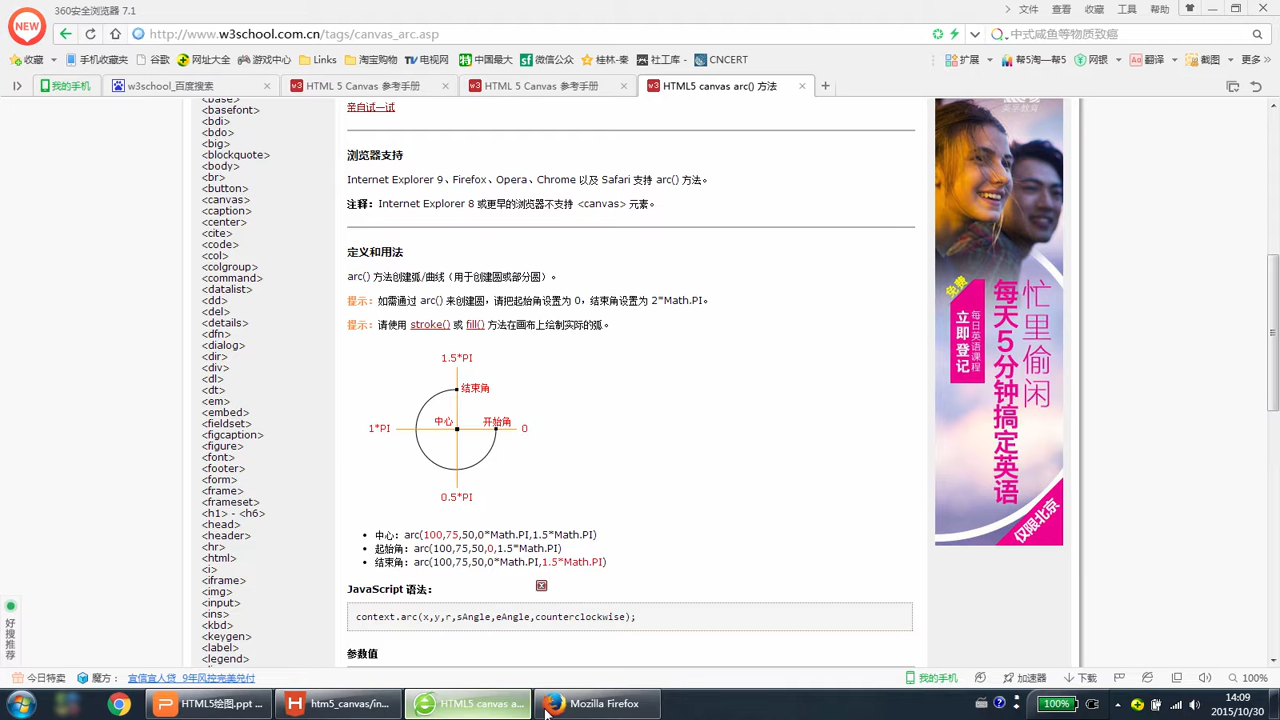 360安全浏览器 7.1
文件 查看 收藏 工具 帮助
NEW
http://www.w3school.com.cn/tags/canvas_arc.asp
中式咸鱼等物质致癌
收藏 手机收藏夹 谷歌 网址大全 游戏中心 Links 淘宝购物 电视网 中国最大 微信公众 桂林-秦 社工库- CNCERT
扩展 帮5淘—帮5 网银 翻译 截图 更多
我的手机 w3school_百度搜索 HTML 5 Canvas 参考手册 HTML 5 Canvas 参考手册 HTML5 canvas arc() 方法
<base>
<basefont>
<bdi>
<bdo>
<big>
<blockquote>
<body>
<br>
<button>
<canvas>
<caption>
<center>
<cite>
<code>
<col>
<colgroup>
<command>
<datalist>
<dd>
<del>
<details>
<dfn>
<dialog>
<dir>
<div>
<dl>
<dt>
<em>
<embed>
<fieldset>
<figcaption>
<figure>
<font>
<footer>
<form>
<frame>
<frameset>
<h1> - <h6>
<head>
<header>
<hr>
<html>
<i>
<iframe>
<img>
<input>
<ins>
<kbd>
<keygen>
<label>
<legend>
亲自试一试
浏览器支持
Internet Explorer 9、Firefox、Opera、Chrome 以及 Safari 支持 arc() 方法。
注释：Internet Explorer 8 或更早的浏览器不支持 <canvas> 元素。
定义和用法
arc() 方法创建弧/曲线（用于创建圆或部分圆）。
提示：如需通过 arc() 来创建圆，请把起始角设置为 0，结束角设置为 2*Math.PI。
提示：请使用 stroke() 或 fill() 方法在画布上绘制实际的弧。
1.5*PI
结束角
中心 开始角
1*PI 0
0.5*PI
中心：arc(100,75,50,0*Math.PI,1.5*Math.PI)
起始角：arc(100,75,50,0,1.5*Math.PI)
结束角：arc(100,75,50,0*Math.PI,1.5*Math.PI)
JavaScript 语法：
context.arc(x,y,r,sAngle,eAngle,counterclockwise);
参数值
忙里偷闲
每天5分钟搞定英语
免费
每日英语课程
立即登记
仅限北京
好搜推荐
今日特卖 魔方： 宜信宜人贷 9年风控完美兑付
我的手机 加速器 下载 100%
HTML5绘图.ppt ... htm5_canvas/in... HTML5 canvas a... Mozilla Firefox
100%
14:09
2015/10/30